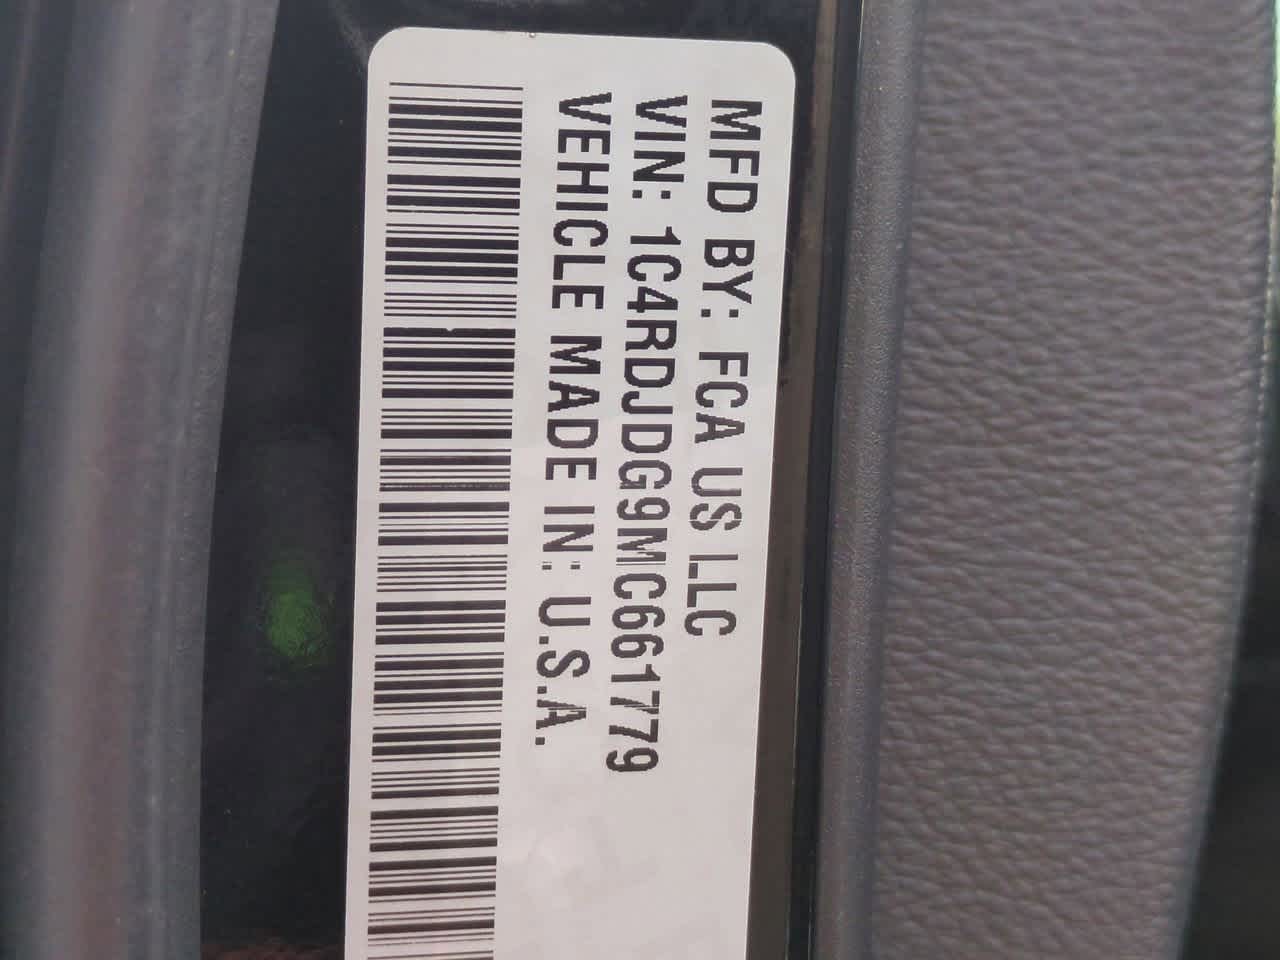 MFD BY: FCA US LLC
VIN: 1C4RDJDG9MC661779
VEHICLE MADE IN: U.S.A.